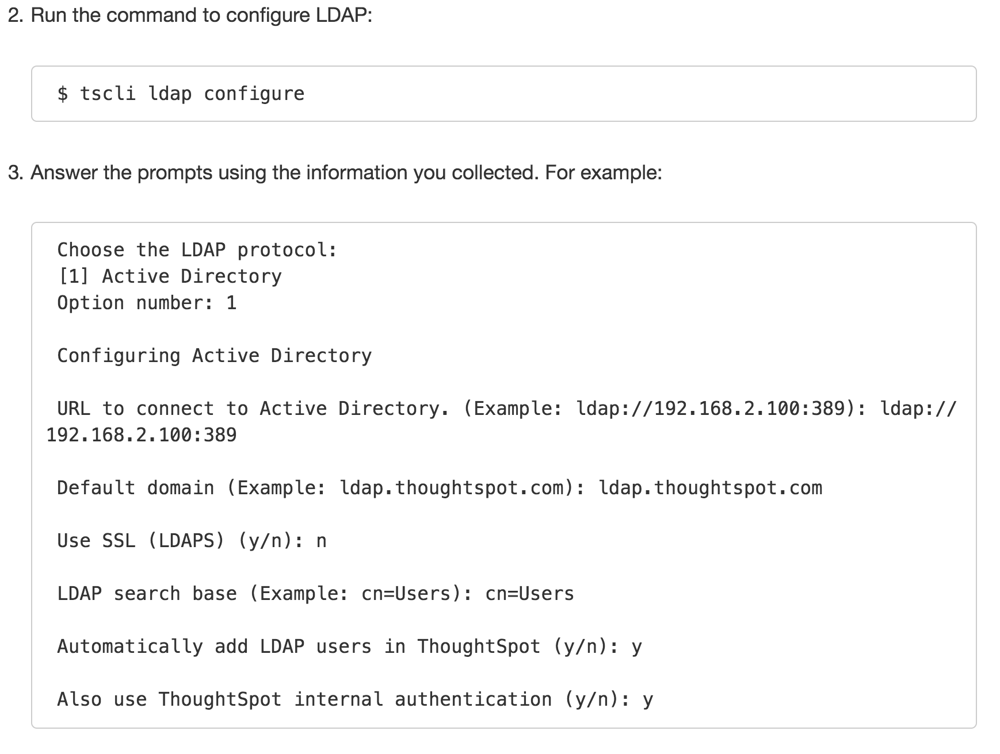 2. Run the command to configure LDAP:
$ tscli ldap configure
3. Answer the prompts using the information you collected. For example:
Choose the LDAP protocol:
[1] Active Directory
Option number: 1
Configuring Active Directory
URL to connect to Active Directory. (Example: ldap://192.168.2.100:389): ldap://
192.168.2.100:389
Default domain (Example: ldap.thoughtspot.com): ldap.thoughtspot.com
Use SSL (LDAPS) (y/n): n
LDAP search base (Example: cn=Users): cn=Users
Automatically add LDAP users in ThoughtSpot (y/n): y
Also use ThoughtSpot internal authentication (y/n): y